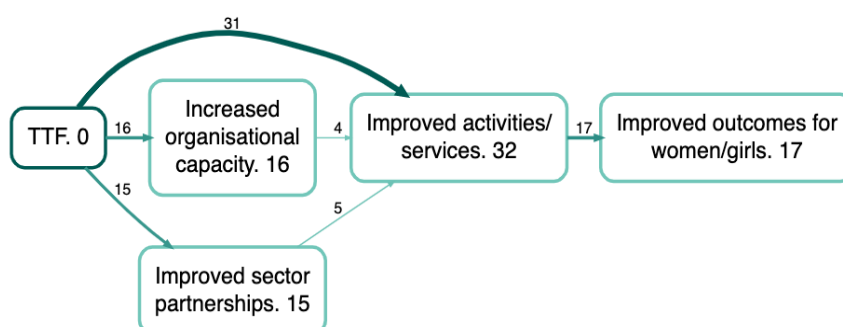 31
Increased
organisational
capacity. 16
TTF. 0
16
4
Improved activities/
services. 32
17
Improved outcomes for
women/girls. 17
15
5
Improved sector
partnerships. 15